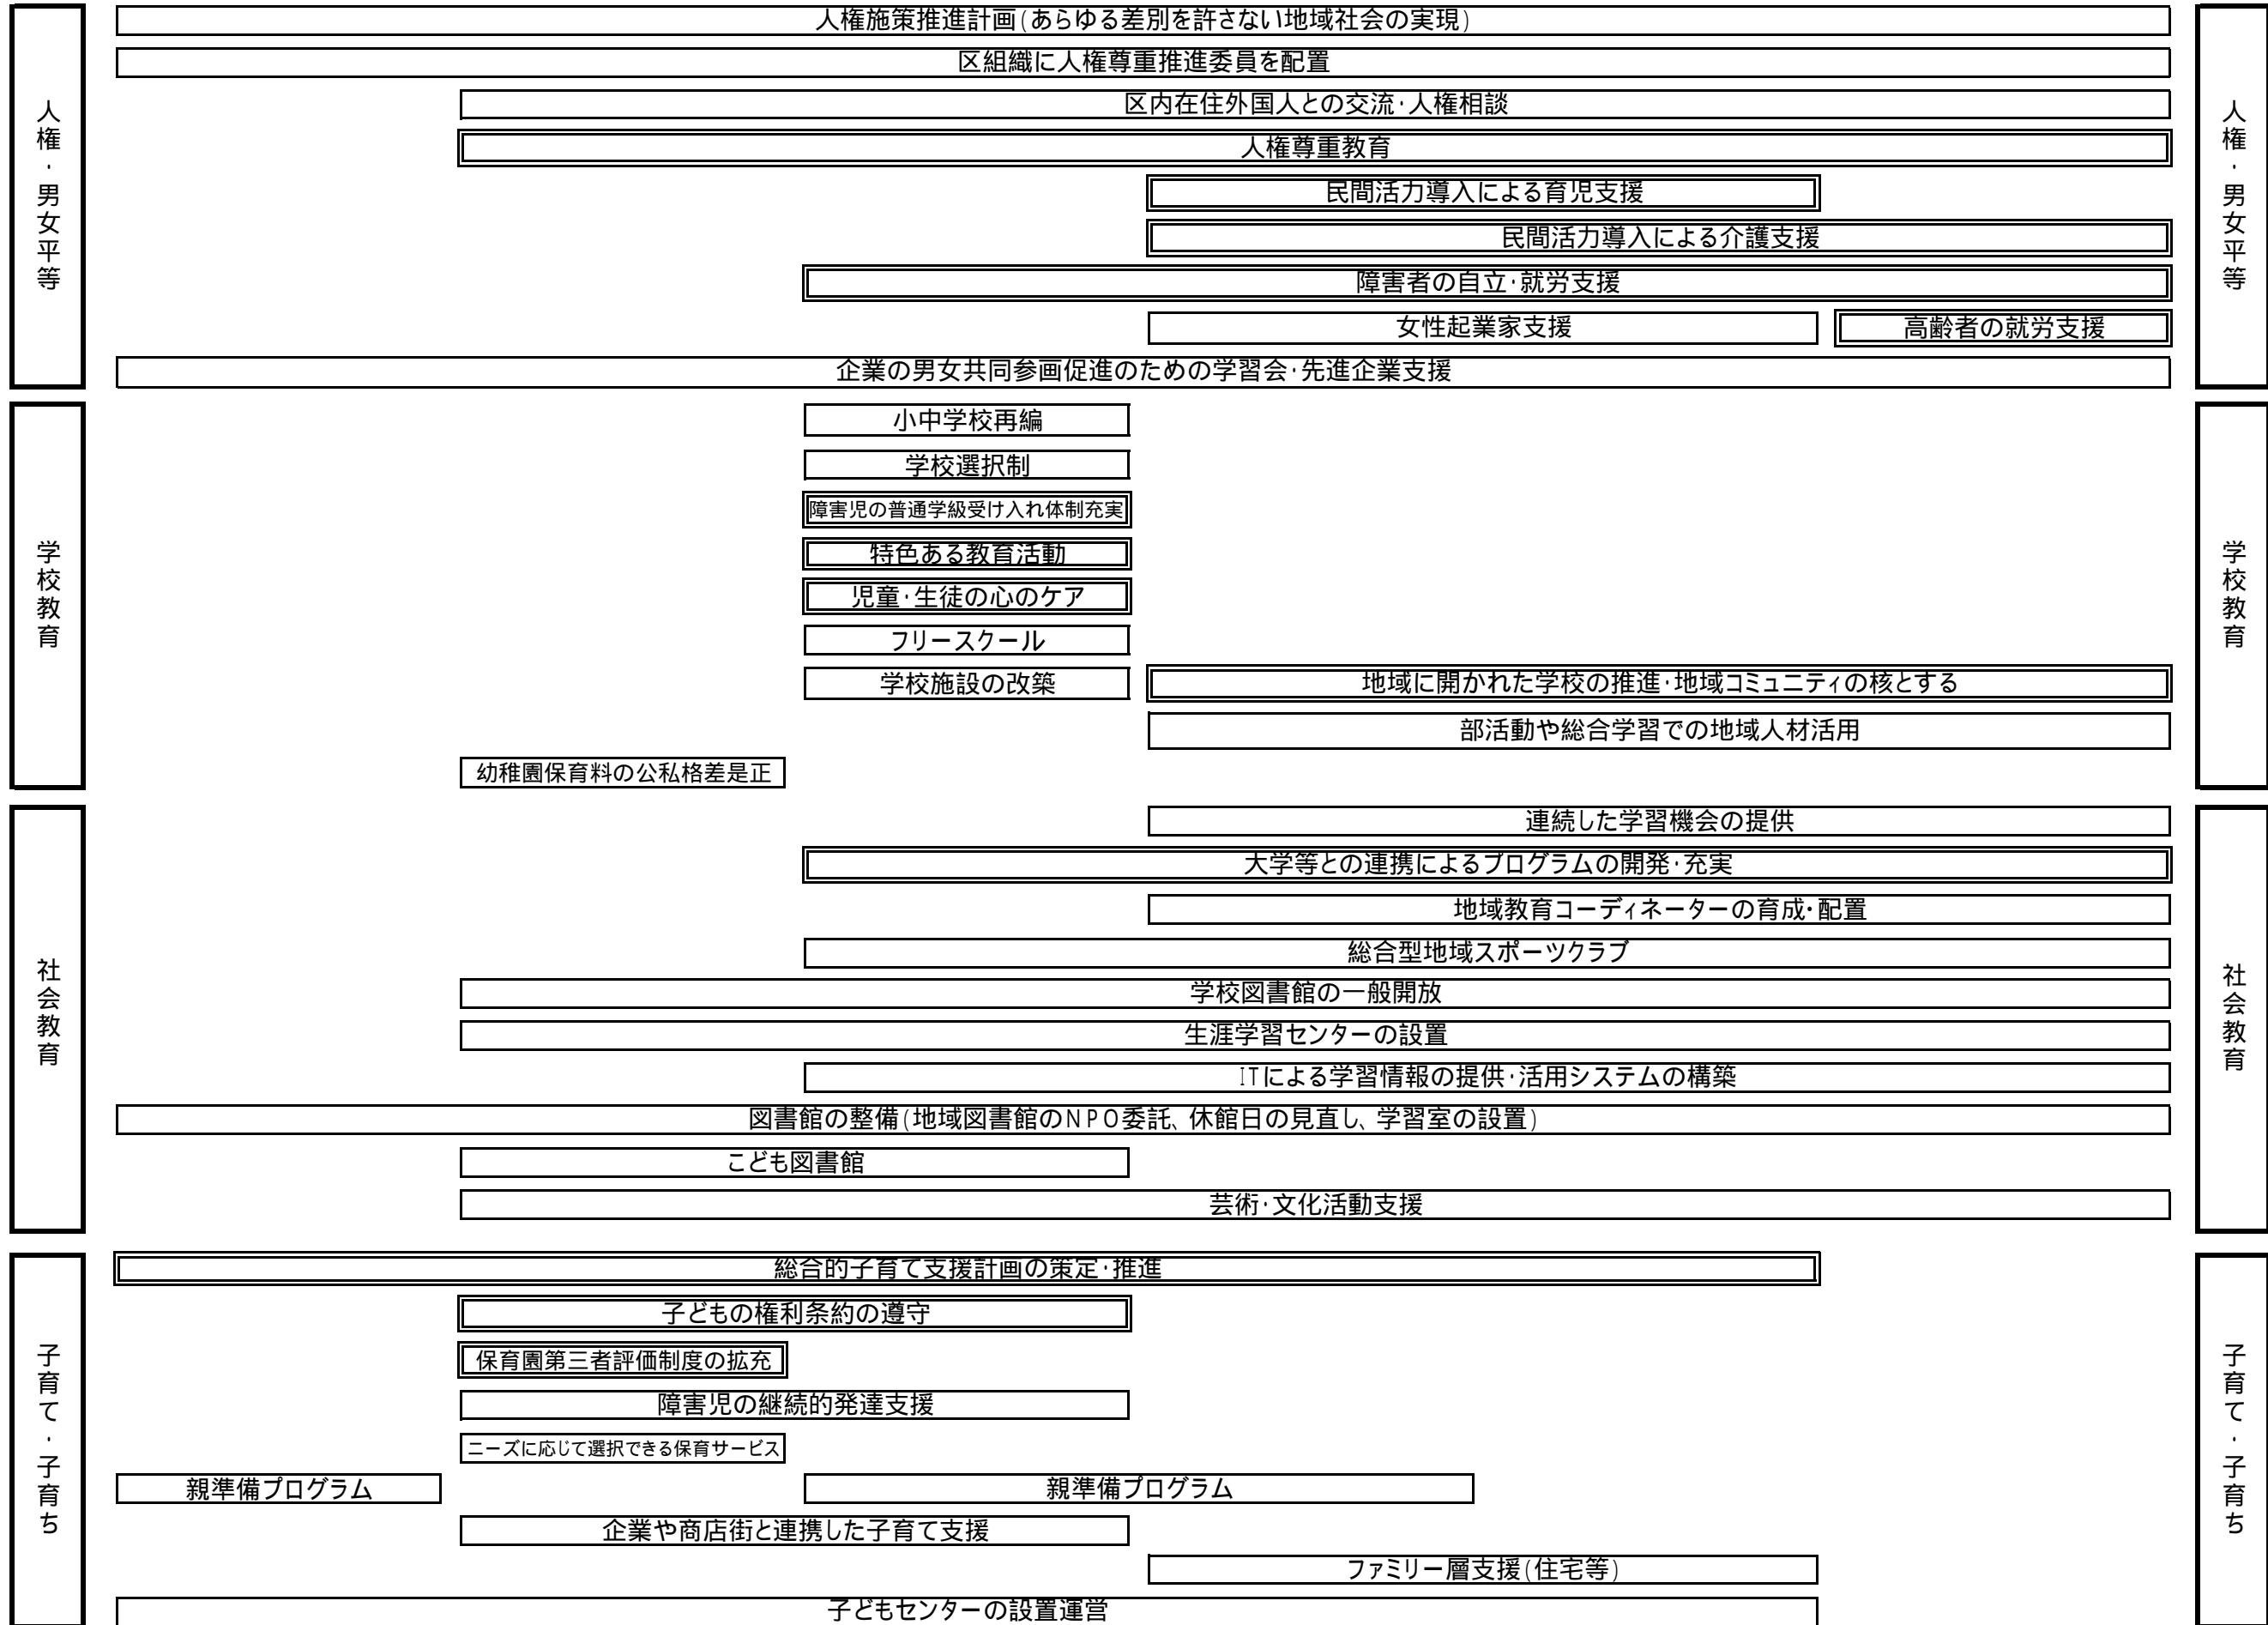 人権・男女平等
人権施策推進計画(あらゆる差別を許さない地域社会の実現)
人権・男女平等
区組織に人権尊重推進委員を配置
区内在住外国人との交流・人権相談
人権尊重教育
民間活力導入による育児支援
民間活力導入による介護支援
障害者の自立・就労支援
女性起業家支援
高齢者の就労支援
企業の男女共同参画促進のための学習会・先進企業支援
学校教育
小中学校再編
学校教育
学校選択制
障害児の普通学級受け入れ体制充実
特色ある教育活動
児童・生徒の心のケア
フリースクール
学校施設の改築
地域に開かれた学校の推進・地域コミュニティの核とする
部活動や総合学習での地域人材活用
幼稚園保育料の公私格差是正
社会教育
連続した学習機会の提供
社会教育
大学等との連携によるプログラムの開発・充実
地域教育コーディネーターの育成・配置
総合型地域スポーツクラブ
学校図書館の一般開放
生涯学習センターの設置
ITによる学習情報の提供・活用システムの構築
図書館の整備(地域図書館のNPO委託、休館日の見直し、学習室の設置)
こども図書館
芸術・文化活動支援
子育て・子育ち
総合的子育て支援計画の策定・推進
子育て・子育ち
子どもの権利条約の遵守
保育園第三者評価制度の拡充
障害児の継続的発達支援
ニーズに応じて選択できる保育サービス
親準備プログラム
親準備プログラム
企業や商店街と連携した子育て支援
ファミリー層支援(住宅等)
子どもセンターの設置運営